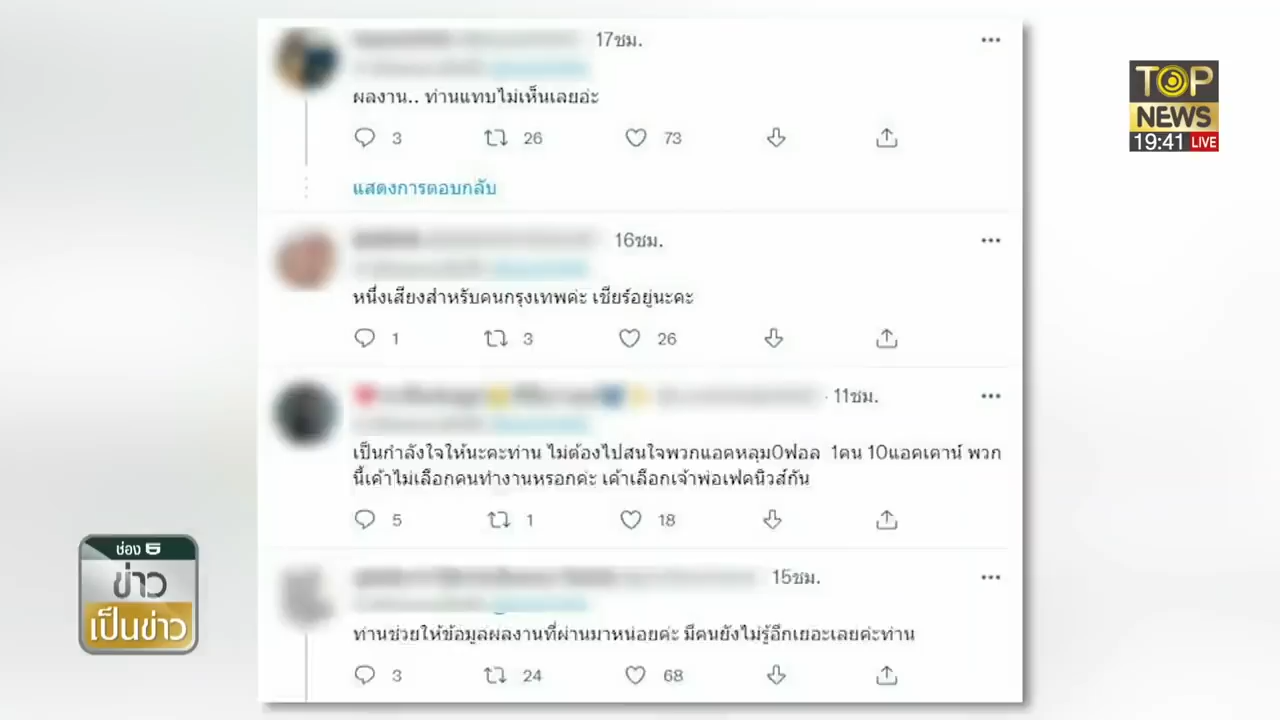 17ชม.
ผลงาน.. ท่านแทบไม่เห็นเลยอ่ะ
3 26 73
แสดงการตอบกลับ
16ชม.
หนึ่งเสียงสำหรับคนกรุงเทพค่ะ เชียร์อยู่นะคะ
1 3 26
· 11ชม.
เป็นกำลังใจให้นะคะท่าน ไม่ต้องไปสนใจพวกแอคหลุม0ฟอล 1คน 10แอคเคาน์ พวก
นี้เค้าไม่เลือกคนทำงานหรอกค่ะ เค้าเลือกเจ้าพ่อเฟคนิวส์กัน
5 1 18
15ชม.
ท่านช่วยให้ข้อมูลผลงานที่ผ่านมาหน่อยค่ะ มีคนยังไม่รู้อีกเยอะเลยค่ะท่าน
3 24 68
TOP
NEWS
19:41 LIVE
ช่อง 5
ข่าว
เป็นข่าว